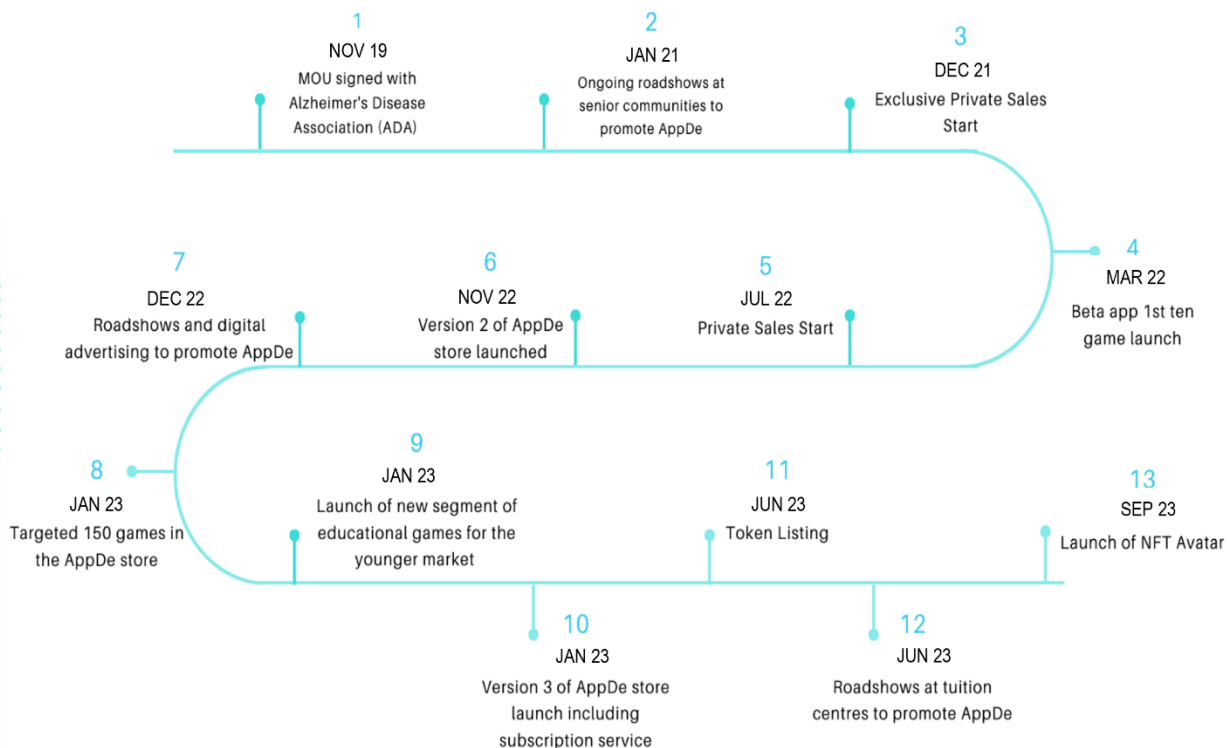 1
NOV 19
MOU signed with
Alzheimer's Disease
Association (ADA)
2
JAN 21
Ongoing roadshows at
senior communities to
promote AppDe
3
DEC 21
Exclusive Private Sales
Start
4
MAR 22
Beta app 1st ten
game launch
5
JUL 22
Private Sales Start
6
NOV 22
Version 2 of AppDe
store launched
7
DEC 22
Roadshows and digital
advertising to promote AppDe
8
JAN 23
Targeted 150 games in
the AppDe store
9
JAN 23
Launch of new segment of
educational games for the
younger market
10
JAN 23
Version 3 of AppDe store
launch including
subscription service
11
JUN 23
Token Listing
12
JUN 23
Roadshows at tuition
centres to promote AppDe
13
SEP 23
Launch of NFT Avatar